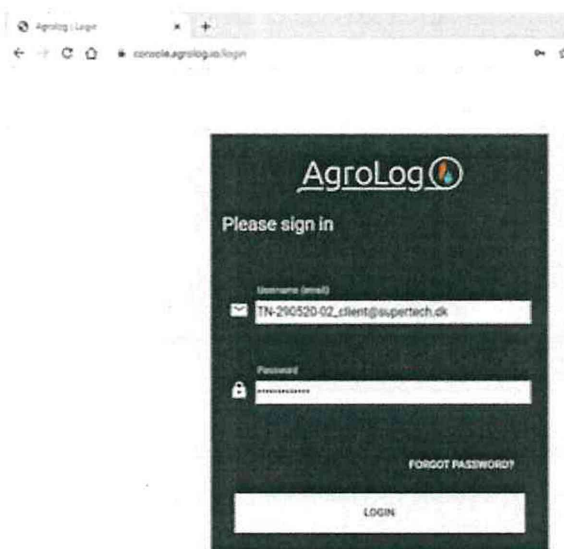 Agrolog | Login
console.agrolog.io/login
AgroLog
Please sign in
Username (email)
TN-290520-02_client@supertech.dk
Password
FORGOT PASSWORD?
LOGIN